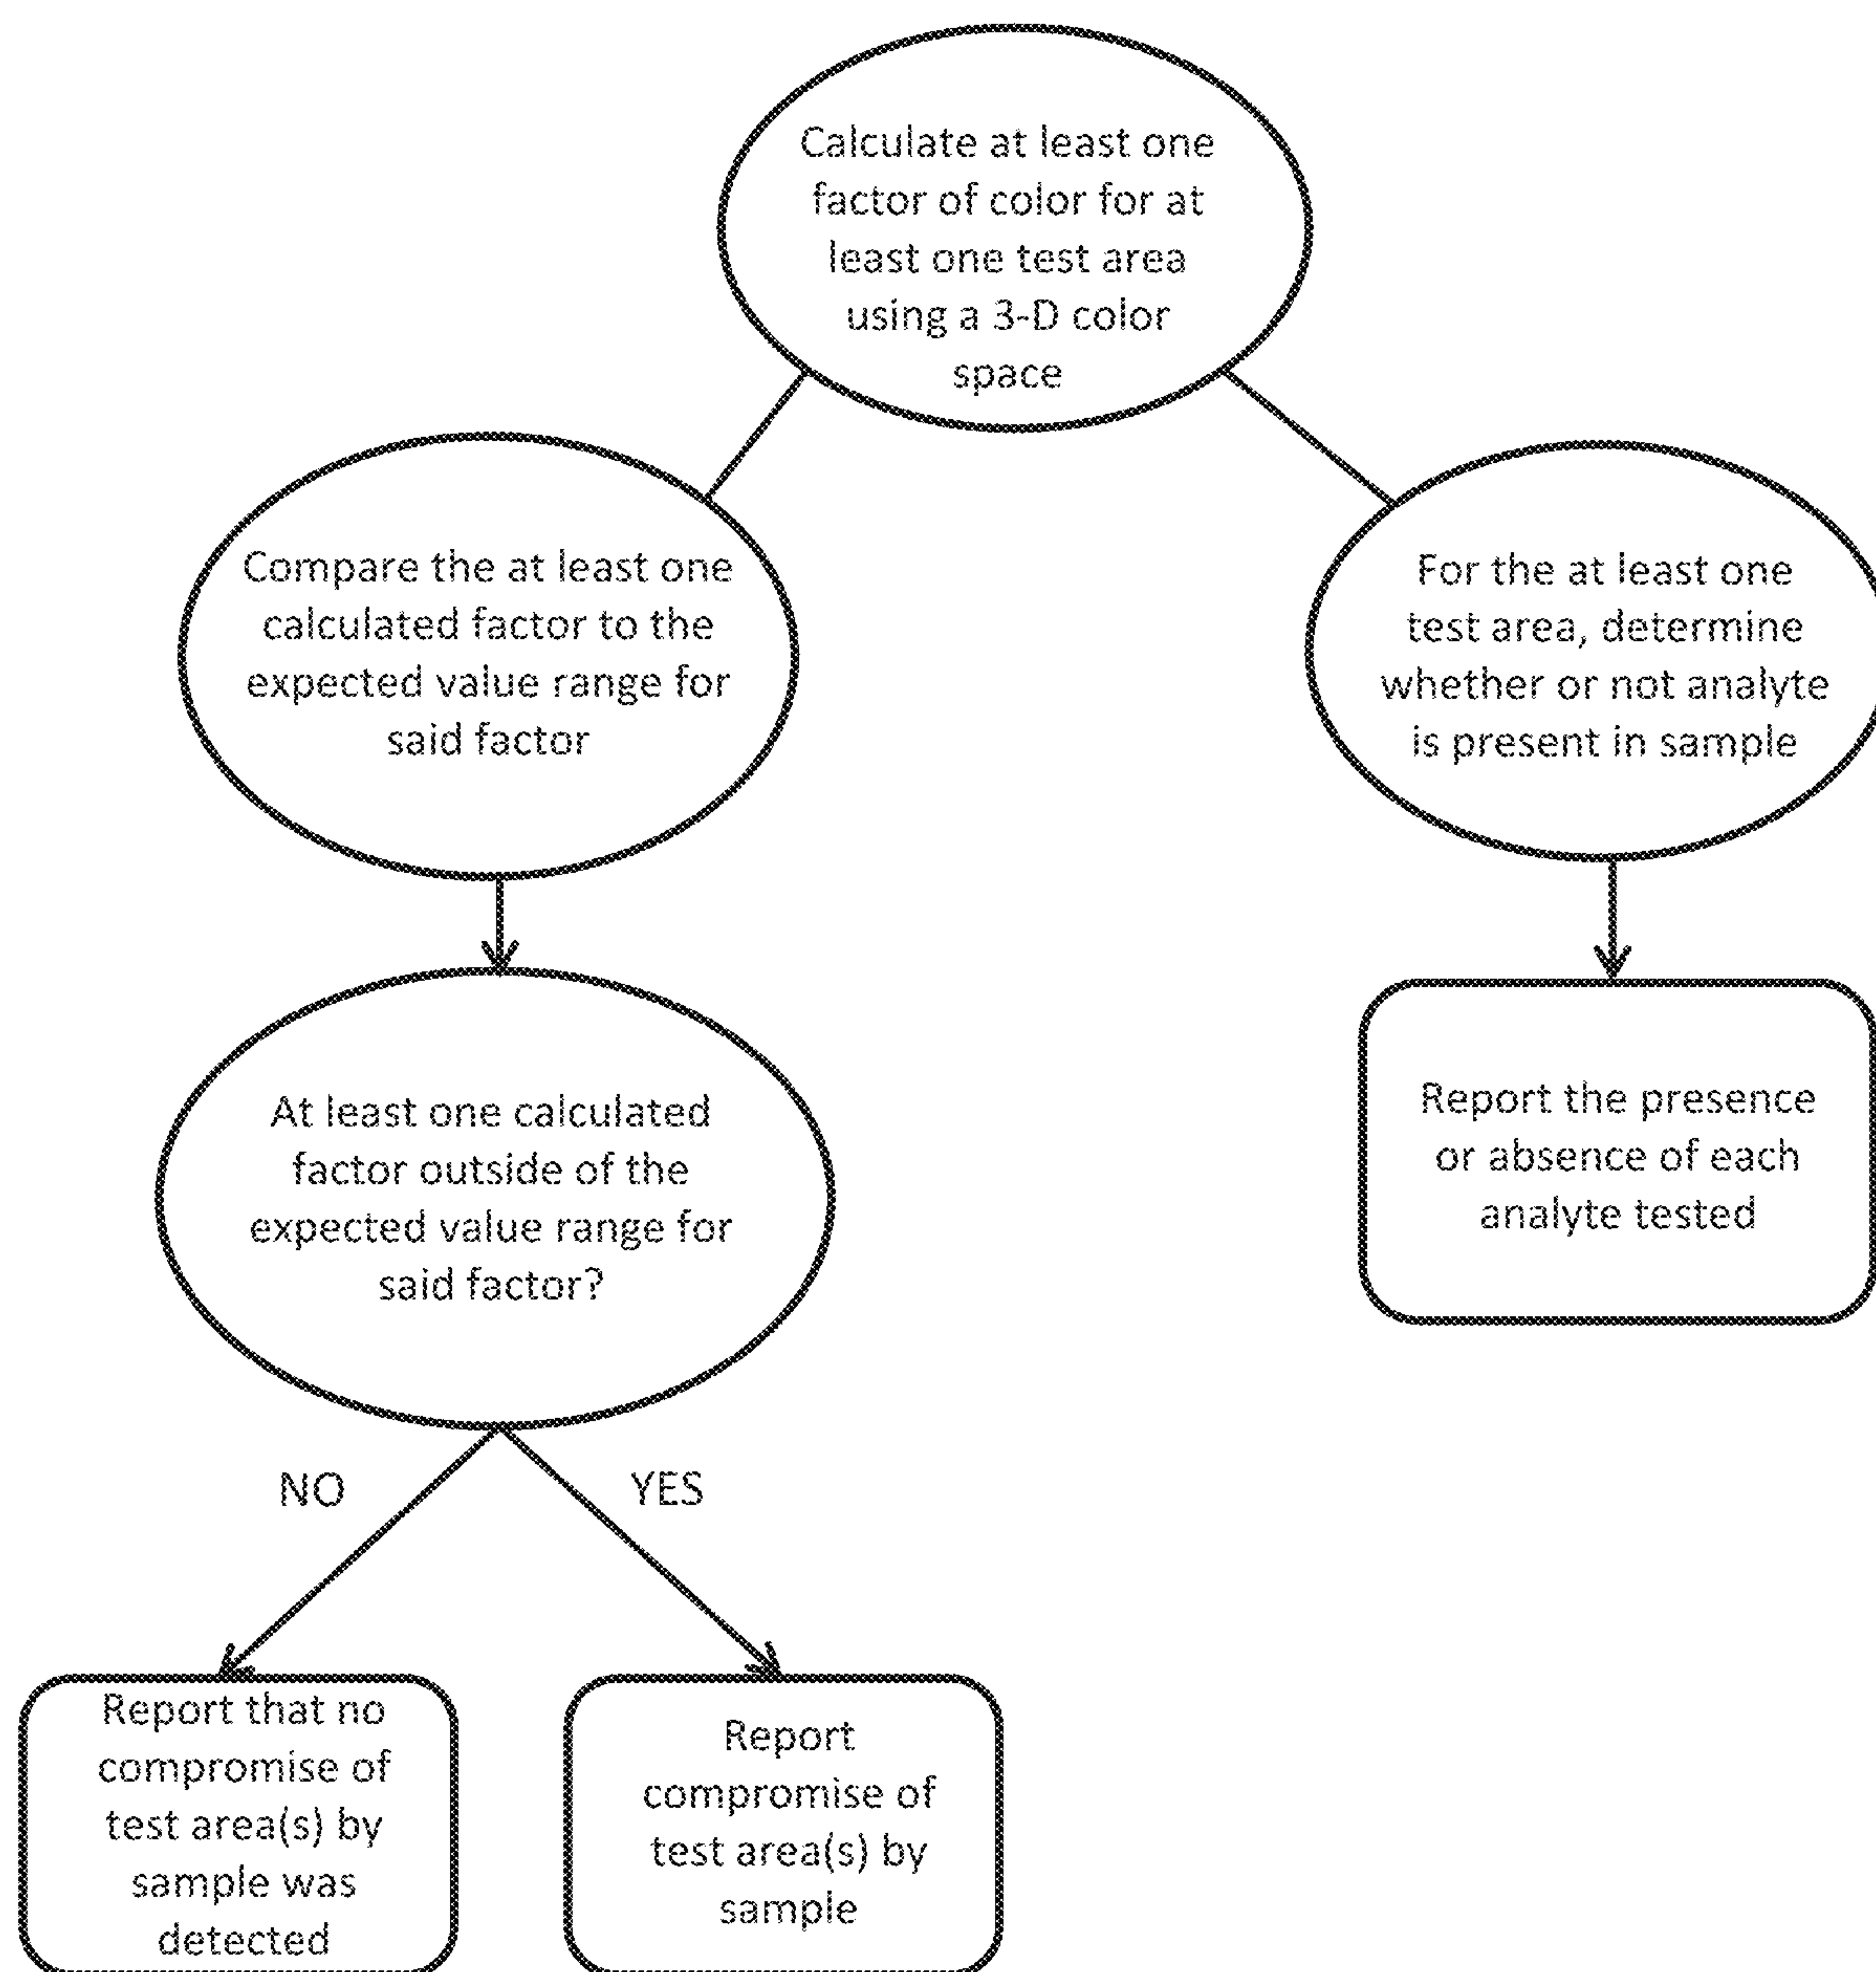 Calculate at least one
factor of color for at
least one test area
using a 3-D color
space
Compare the at least one
calculated factor to the
expected value range for
said factor
For the at least one
test area, determine
whether or not analyte
is present in sample
At least one calculated
factor outside of the
expected value range for
said factor?
Report the presence
or absence of each
analyte tested
NO
YES
Report that no
compromise of
test area(s) by
sample was
detected
Report
compromise of
test area(s) by
sample